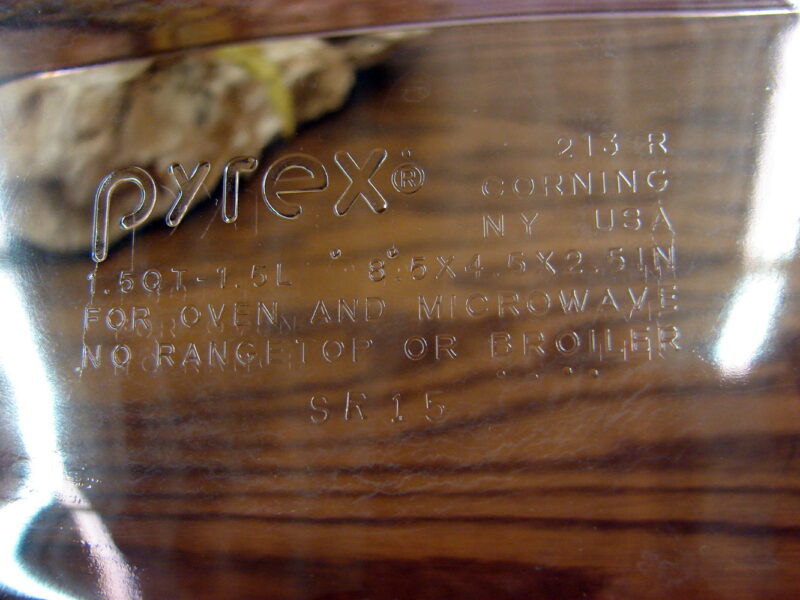 pyrex® 213-R
CORNING
NY USA
1.5QT-1.5L 8.5X4.5X2.5IN
FOR OVEN AND MICROWAVE
NO RANGETOP OR BROILER
SR15